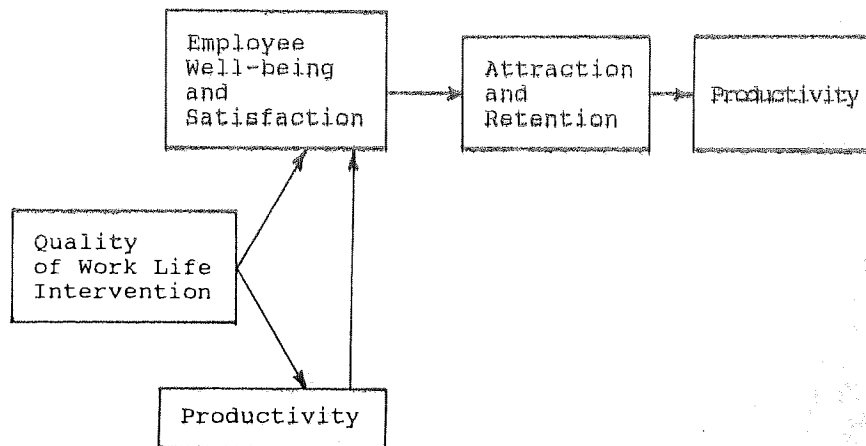 Employee
Well-being
and
Satisfaction
Attraction
and
Retention
Productivity
Quality
of Work Life
Intervention
Productivity